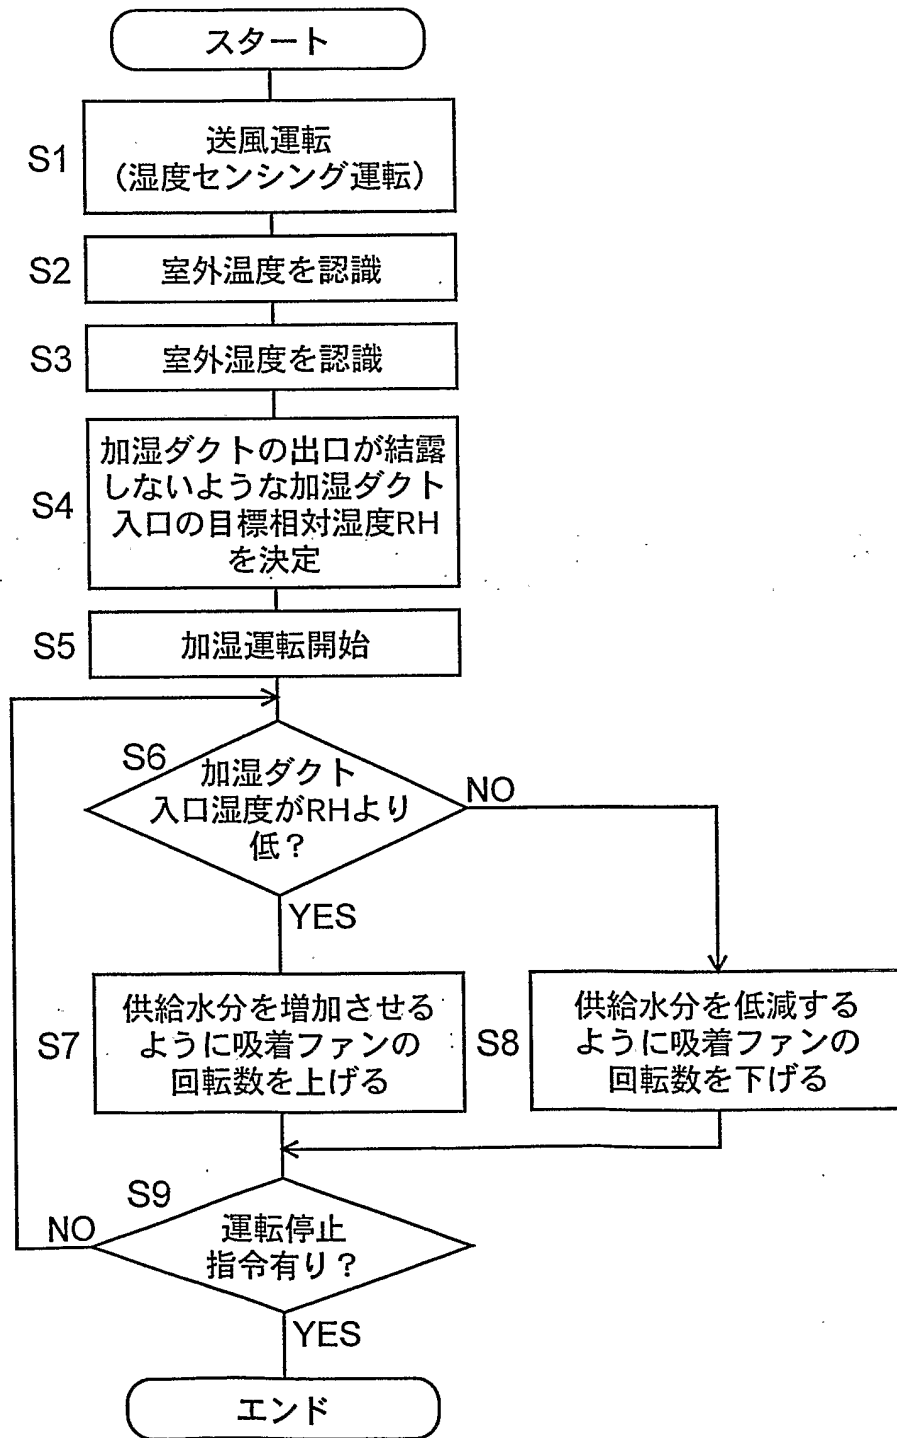 スタート
S1
送風運転
(湿度センシング運転)
S2
室外温度を認識
S3
室外湿度を認識
S4
加湿ダクトの出口が結露
しないような加湿ダクト
入口の目標相対湿度RH
を決定
S5
加湿運転開始
S6
加湿ダクト
入口湿度がRHより
低?
NO
YES
S7
供給水分を増加させる
ように吸着ファンの
回転数を上げる
S8
供給水分を低減する
ように吸着ファンの
回転数を下げる
S9
運転停止
指令有り?
NO
YES
エンド